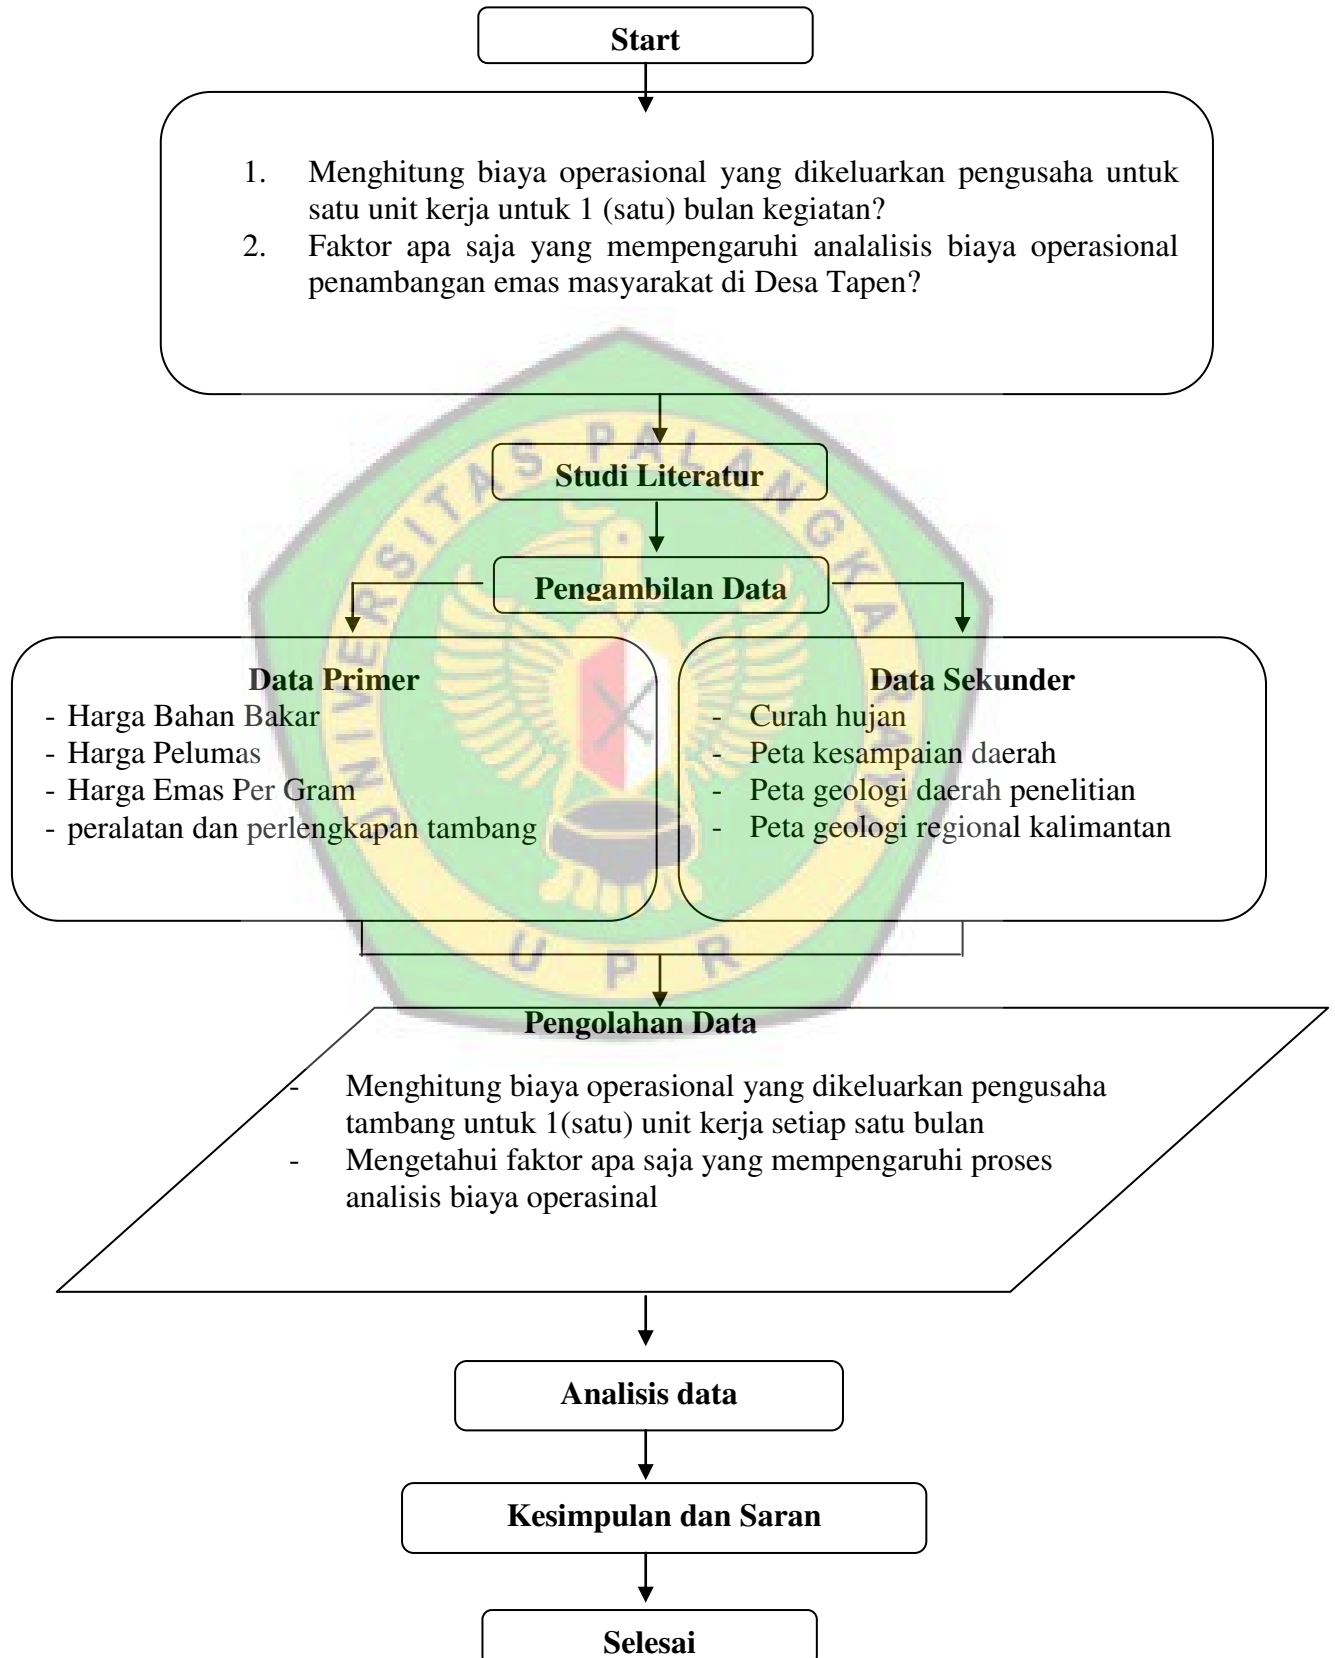 Start
1. Menghitung biaya operasional yang dikeluarkan pengusaha untuk
satu unit kerja untuk 1 (satu) bulan kegiatan?
2. Faktor apa saja yang mempengaruhi analalisis biaya operasional
penambangan emas masyarakat di Desa Tapen?
UNIVERSITAS PALANGKA RAYA
Studi Literatur
Pengambilan Data
Data Primer
- Harga Bahan Bakar
- Harga Pelumas
- Harga Emas Per Gram
- peralatan dan perlengkapan tambang
Data Sekunder
- Curah hujan
- Peta kesampaian daerah
- Peta geologi daerah penelitian
- Peta geologi regional kalimantan
UPR
Pengolahan Data
- Menghitung biaya operasional yang dikeluarkan pengusaha
tambang untuk 1(satu) unit kerja setiap satu bulan
- Mengetahui faktor apa saja yang mempengaruhi proses
analisis biaya operasinal
Analisis data
Kesimpulan dan Saran
Selesai